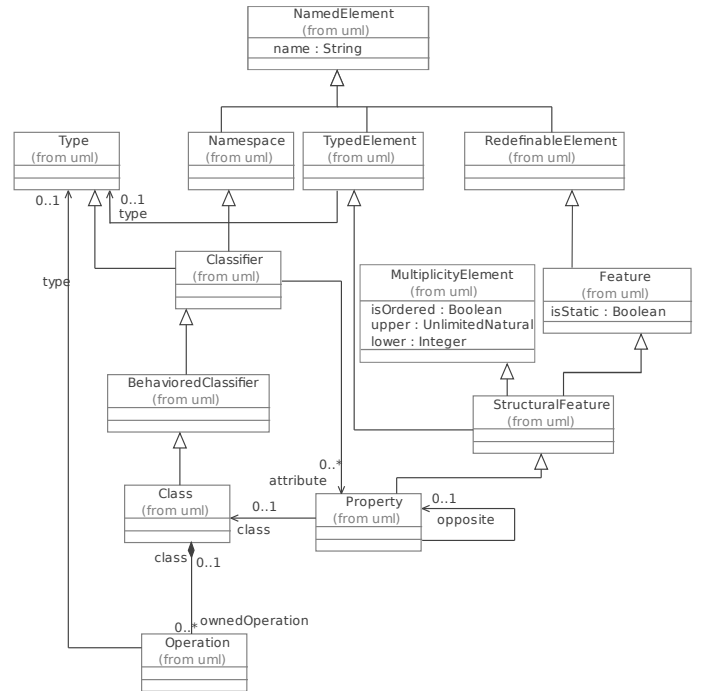 NamedElement
(from uml)
name : String
Type
(from uml)
Namespace
(from uml)
TypedElement
(from uml)
RedefinableElement
(from uml)
0..1
0..1
type
type
Classifier
(from uml)
MultiplicityElement
(from uml)
isOrdered : Boolean
upper : UnlimitedNatural
lower : Integer
Feature
(from uml)
isStatic : Boolean
BehavioredClassifier
(from uml)
StructuralFeature
(from uml)
0..*
attribute
Class
(from uml)
0..1
class
Property
(from uml)
0..1
opposite
class
0..1
0..*
ownedOperation
Operation
(from uml)